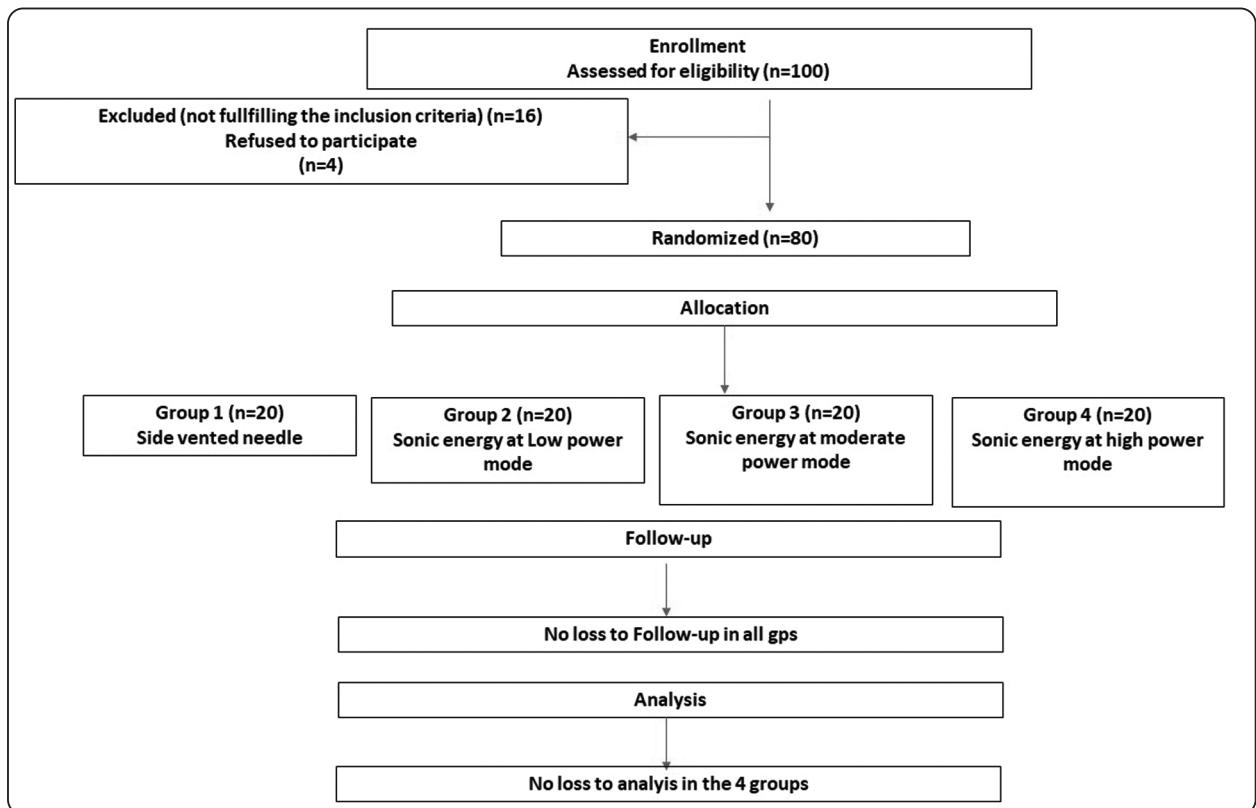 Enrollment
Assessed for eligibility (n=100)
Excluded (not fullfilling the inclusion criteria) (n=16)
Refused to participate
(n=4)
Randomized (n=80)
Allocation
Group 1 (n=20)
Side vented needle
Group 2 (n=20)
Sonic energy at Low power
mode
Group 3 (n=20)
Sonic energy at moderate
power mode
Group 4 (n=20)
Sonic energy at high power
mode
Follow-up
No loss to Follow-up in all gps
Analysis
No loss to analyis in the 4 groups